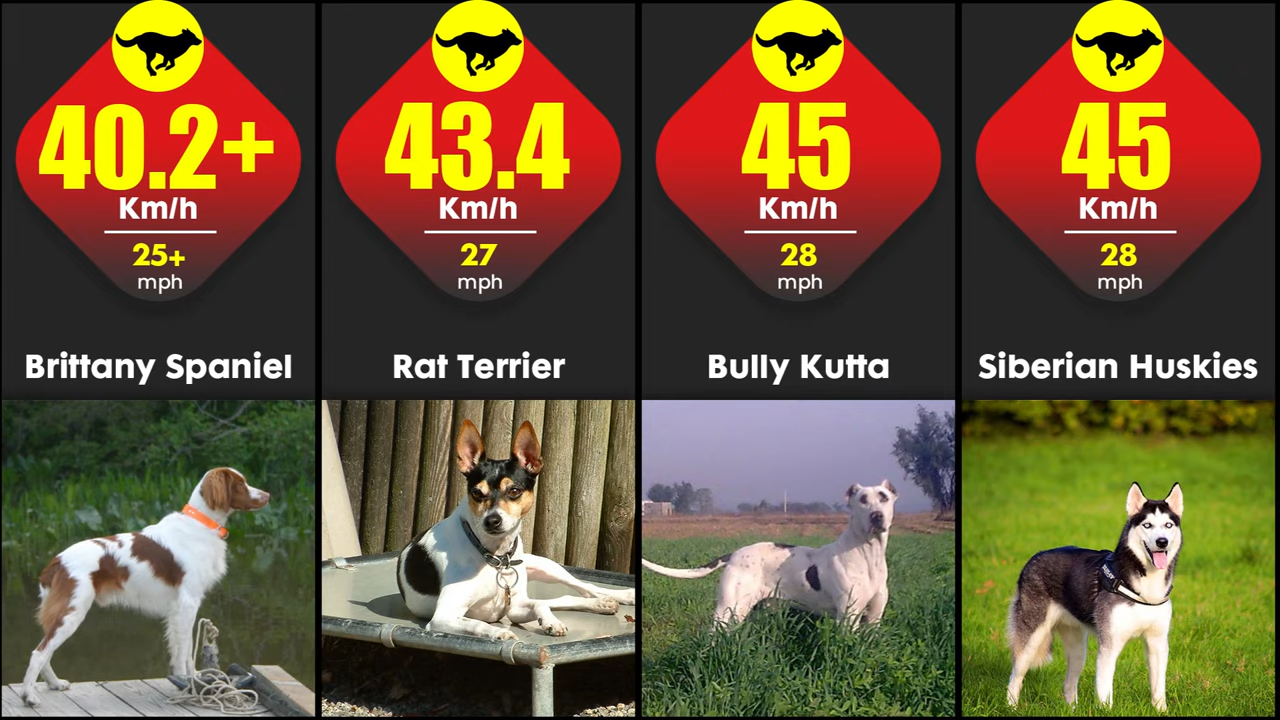 40.2+
Km/h
25+
mph
Brittany Spaniel
43.4
Km/h
27
mph
Rat Terrier
45
Km/h
28
mph
Bully Kutta
45
Km/h
28
mph
Siberian Huskies